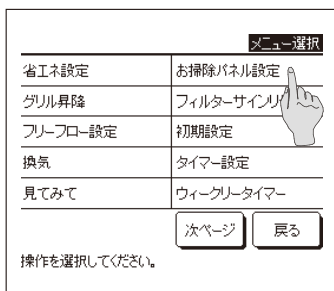 メニュー選択
省エネ設定 お掃除パネル設定
グリル昇降 フィルターサインリ
フリーフロー設定 初期設定
換気 タイマー設定
見てみて ウィークリータイマー
次ページ 戻る
操作を選択してください。